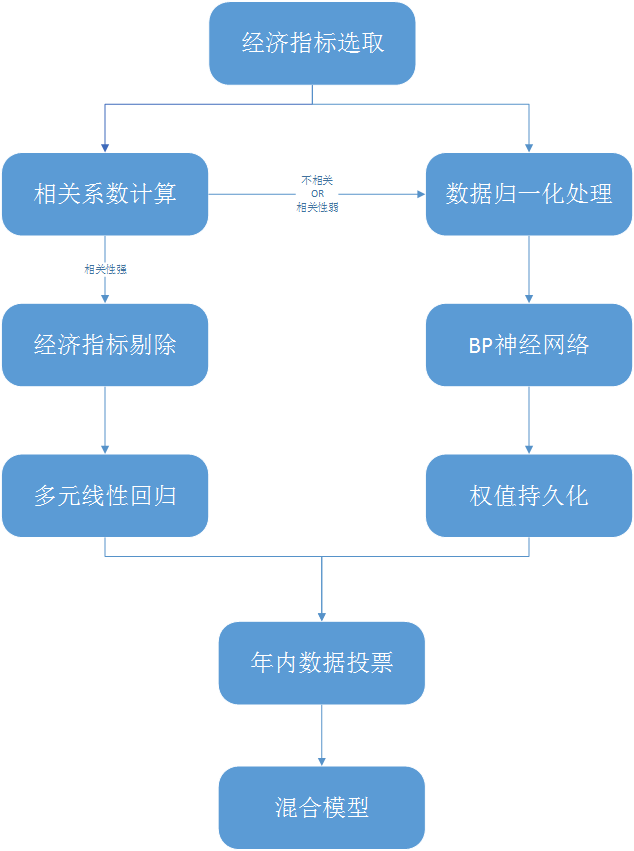 经济指标选取
相关系数计算
不相关
OR
相关性弱
数据归一化处理
相关性强
经济指标剔除
BP神经网络
多元线性回归
权值持久化
年内数据投票
混合模型